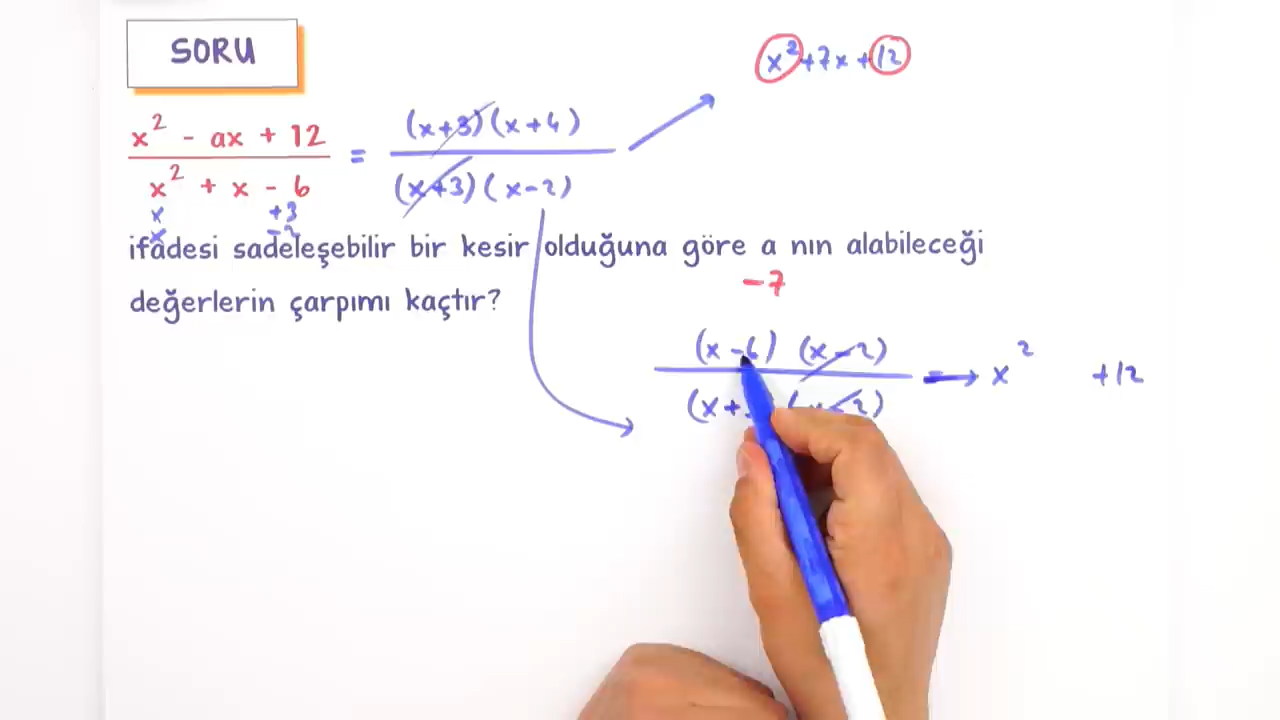 SORU
x² + 7x + 12
x² - ax + 12 = (x+3)(x+4)
x² + x - 6 (x+3)(x-2)
x +3
x -2
ifadesi sadeleşebilir bir kesir olduğuna göre a nın alabileceği
-7
değerlerin çarpımı kaçtır?
(x-6) (x-2) → x² +12
(x+ (x-2)